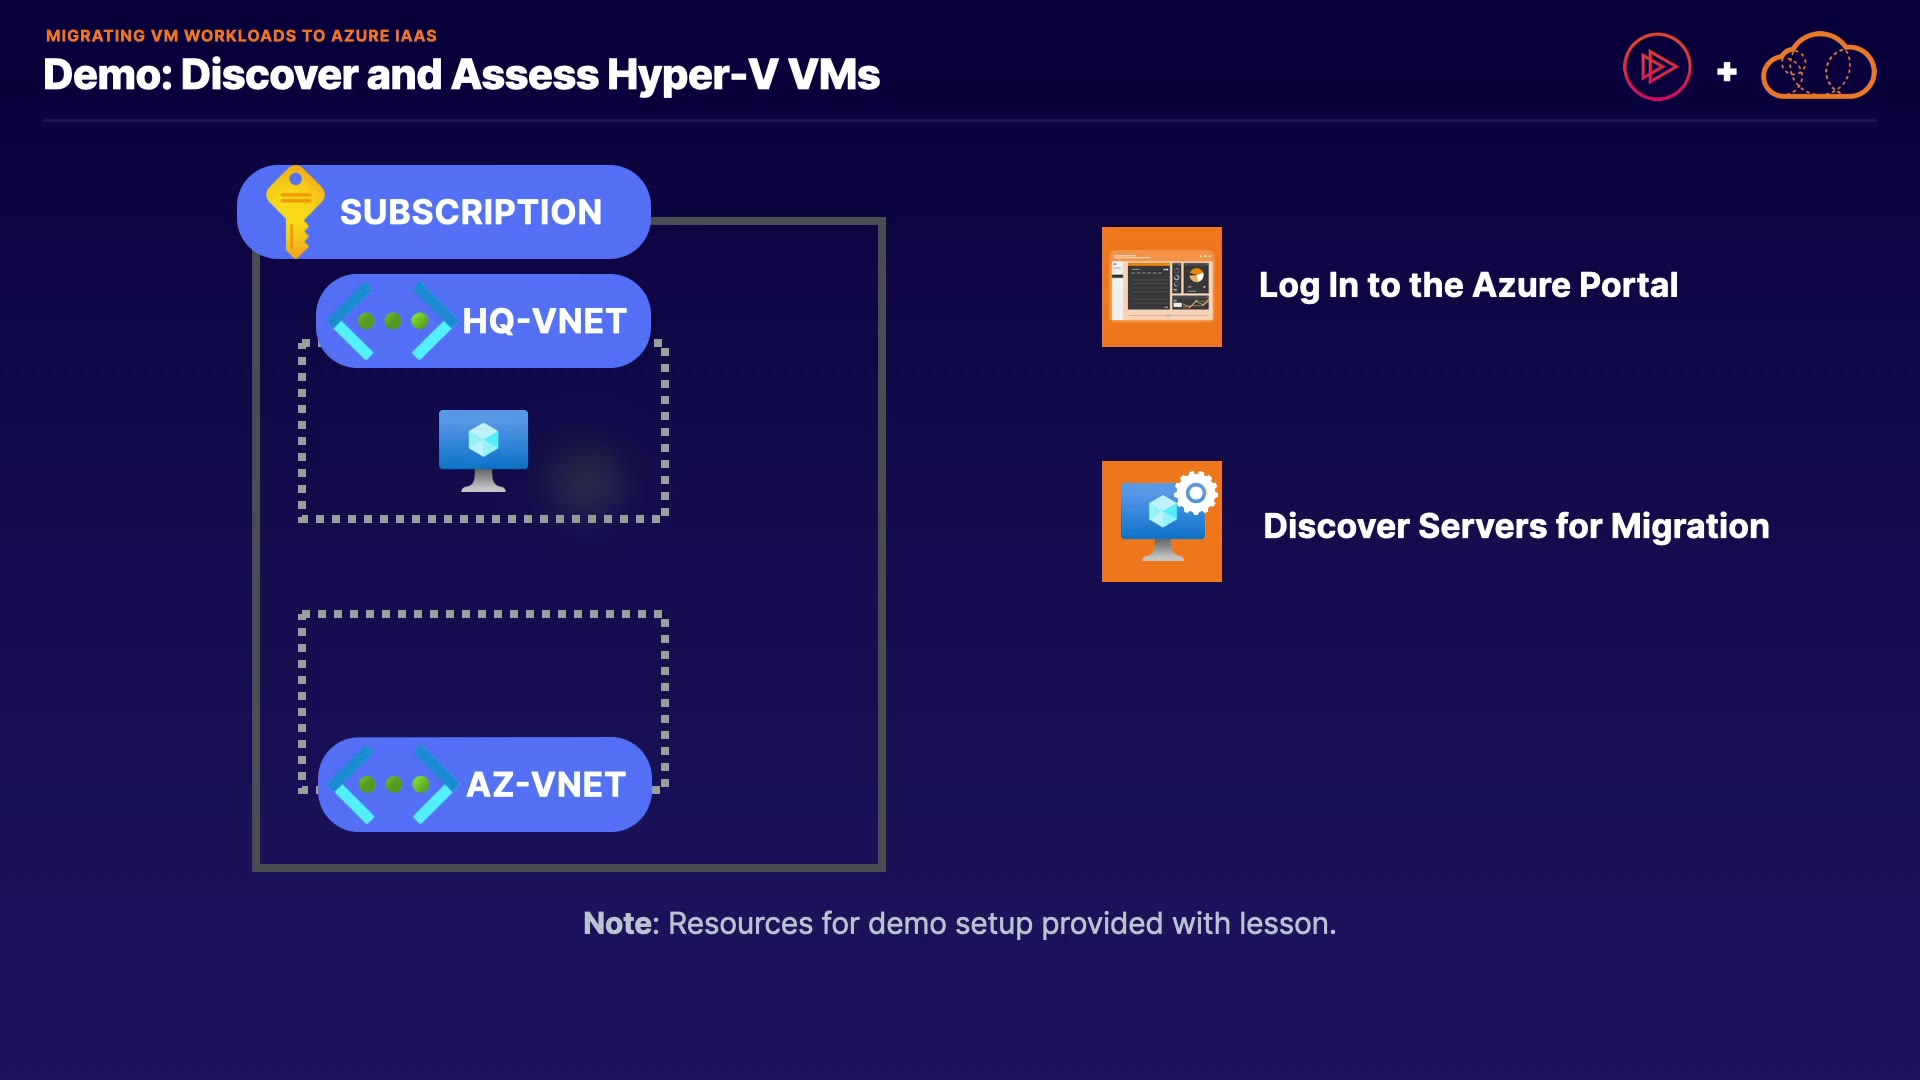 MIGRATING VM WORKLOADS TO AZURE IAAS
Demo: Discover and Assess Hyper-V VMs
SUBSCRIPTION
HQ-VNET
AZ-VNET
Log In to the Azure Portal
Discover Servers for Migration
Note: Resources for demo setup provided with lesson.